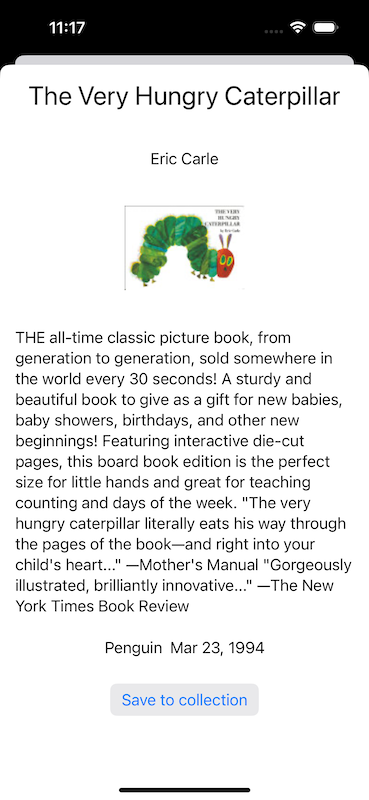 11:17
The Very Hungry Caterpillar
Eric Carle
THE VERY
HUNGRY
CATERPILLAR
by Eric Carle
THE all-time classic picture book, from
generation to generation, sold somewhere in
the world every 30 seconds! A sturdy and
beautiful book to give as a gift for new babies,
baby showers, birthdays, and other new
beginnings! Featuring interactive die-cut
pages, this board book edition is the perfect
size for little hands and great for teaching
counting and days of the week. "The very
hungry caterpillar literally eats his way through
the pages of the book—and right into your
child's heart..." —Mother's Manual "Gorgeously
illustrated, brilliantly innovative..." —The New
York Times Book Review
Penguin Mar 23, 1994
Save to collection